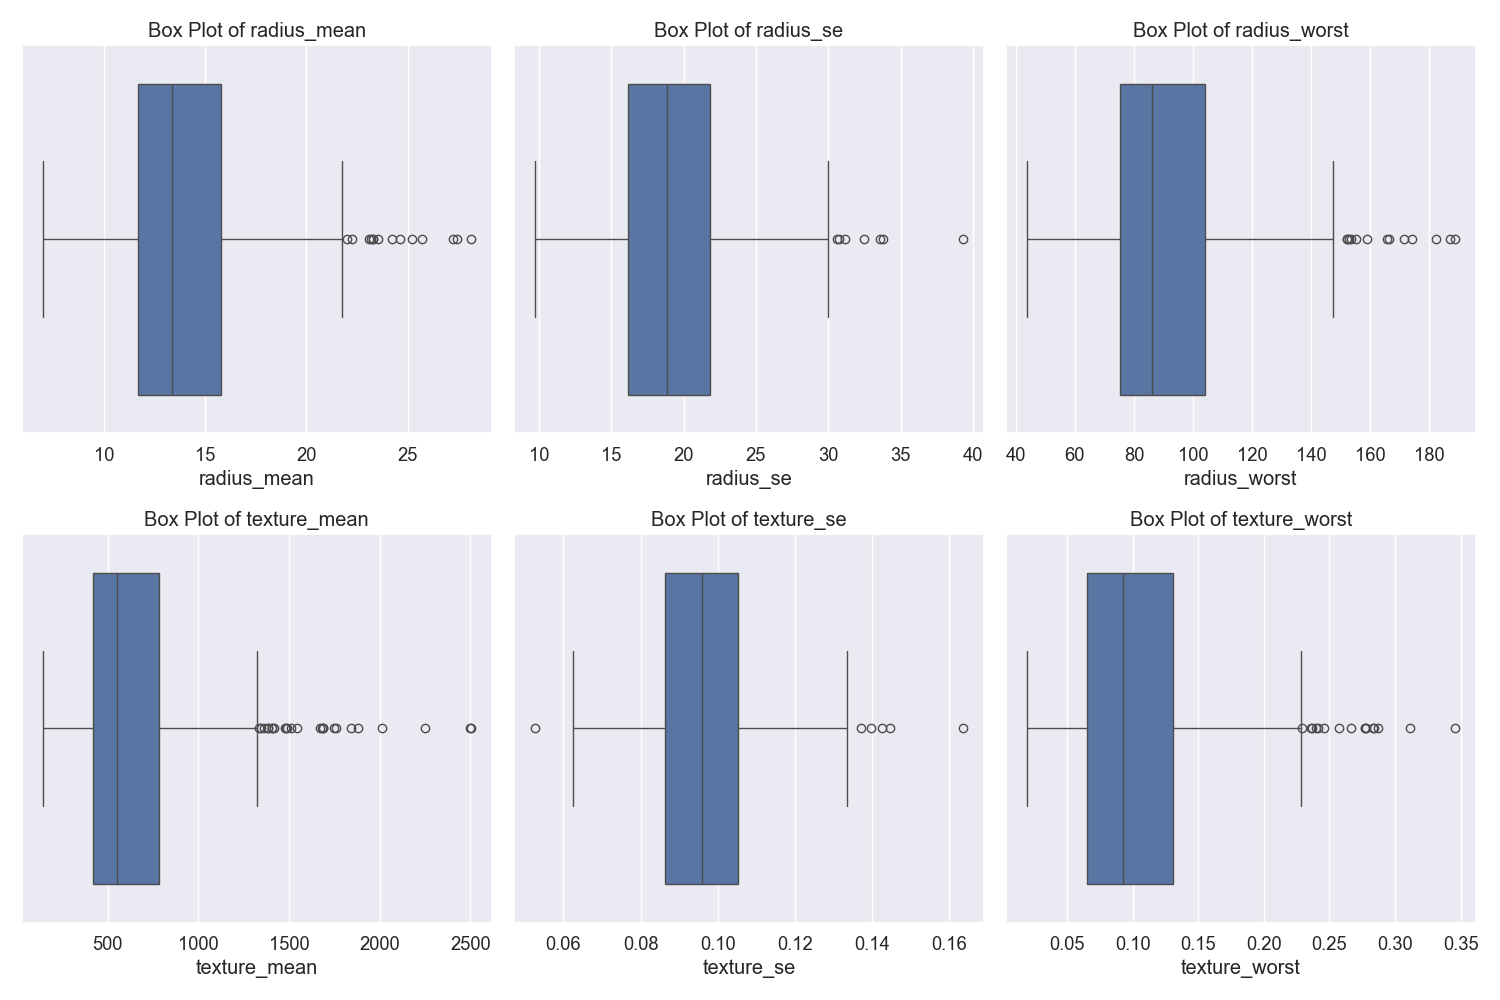 Box Plot of radius_mean
10 15 20 25
radius_mean
Box Plot of radius_se
10 15 20 25 30 35 40
radius_se
Box Plot of radius_worst
40 60 80 100 120 140 160 180
radius_worst
Box Plot of texture_mean
500 1000 1500 2000 2500
texture_mean
Box Plot of texture_se
0.06 0.08 0.10 0.12 0.14 0.16
texture_se
Box Plot of texture_worst
0.05 0.10 0.15 0.20 0.25 0.30 0.35
texture_worst